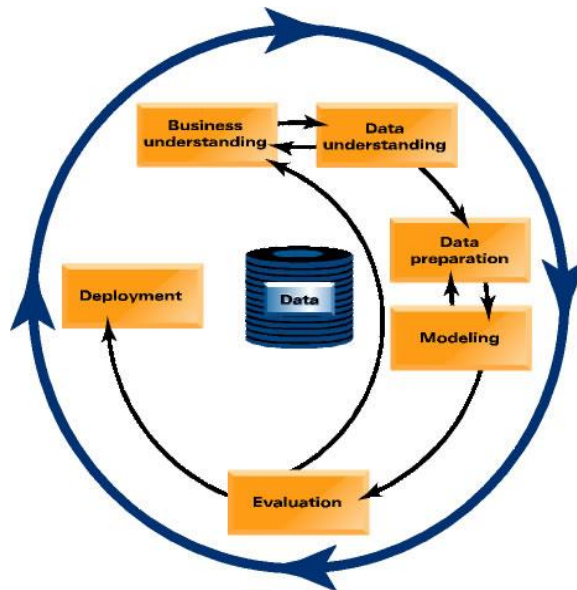 Business
understanding
Data
understanding
Data
preparation
Deployment
Data
Modeling
Evaluation